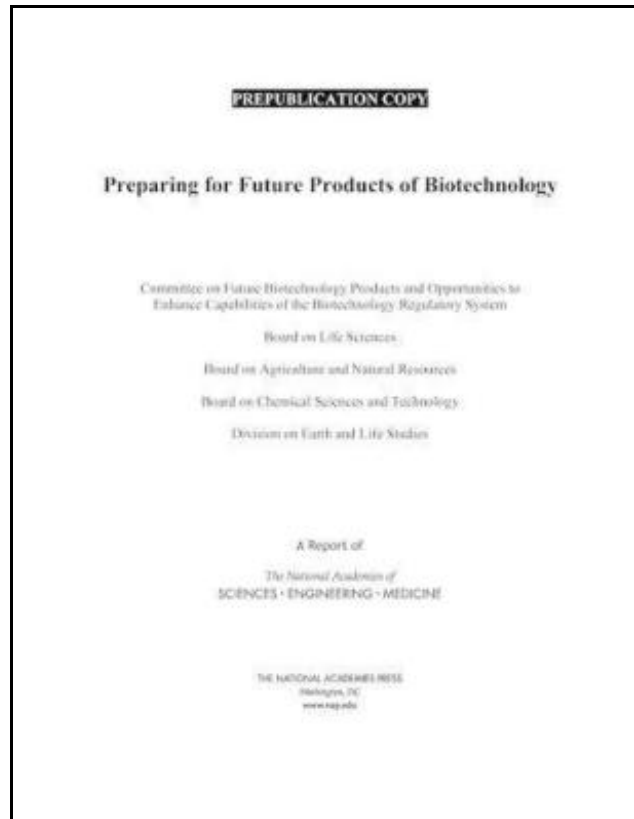 PREPUBLICATION COPY
Preparing for Future Products of Biotechnology
Committee on Future Biotechnology Products and Opportunities to
Enhance Capabilities of the Biotechnology Regulatory System
Board on Life Sciences
Board on Agriculture and Natural Resources
Board on Chemical Sciences and Technology
Division on Earth and Life Studies
A Report of
The National Academies of
SCIENCES • ENGINEERING • MEDICINE
THE NATIONAL ACADEMIES PRESS
Washington, DC
www.nap.edu